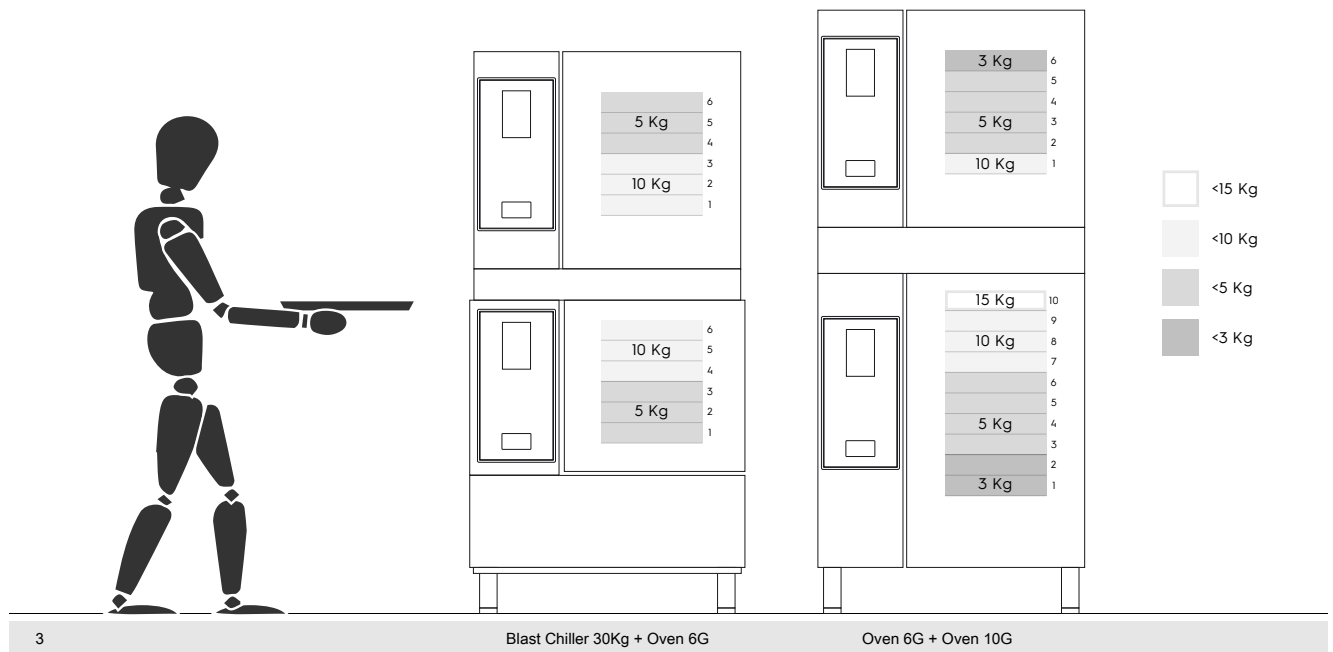 6
5 Kg 5
4
3
10 Kg 2
1
6
10 Kg 5
4
3
5 Kg 2
1
3 Kg 6
5
4
5 Kg 3
2
10 Kg 1
15 Kg 10
9
10 Kg 8
7
6
5
5 Kg 4
3
2
3 Kg 1
<15 Kg
<10 Kg
<5 Kg
<3 Kg
3 Blast Chiller 30Kg + Oven 6G Oven 6G + Oven 10G